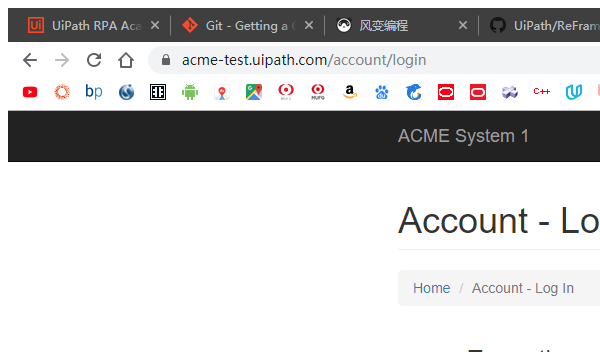 UiPath RPA Aca
Git - Getting a
风变编程
UiPath/ReFram
acme-test.uipath.com/account/login
bp
MUFG
C++
ACME System 1
Account - Lo
Home / Account - Log In